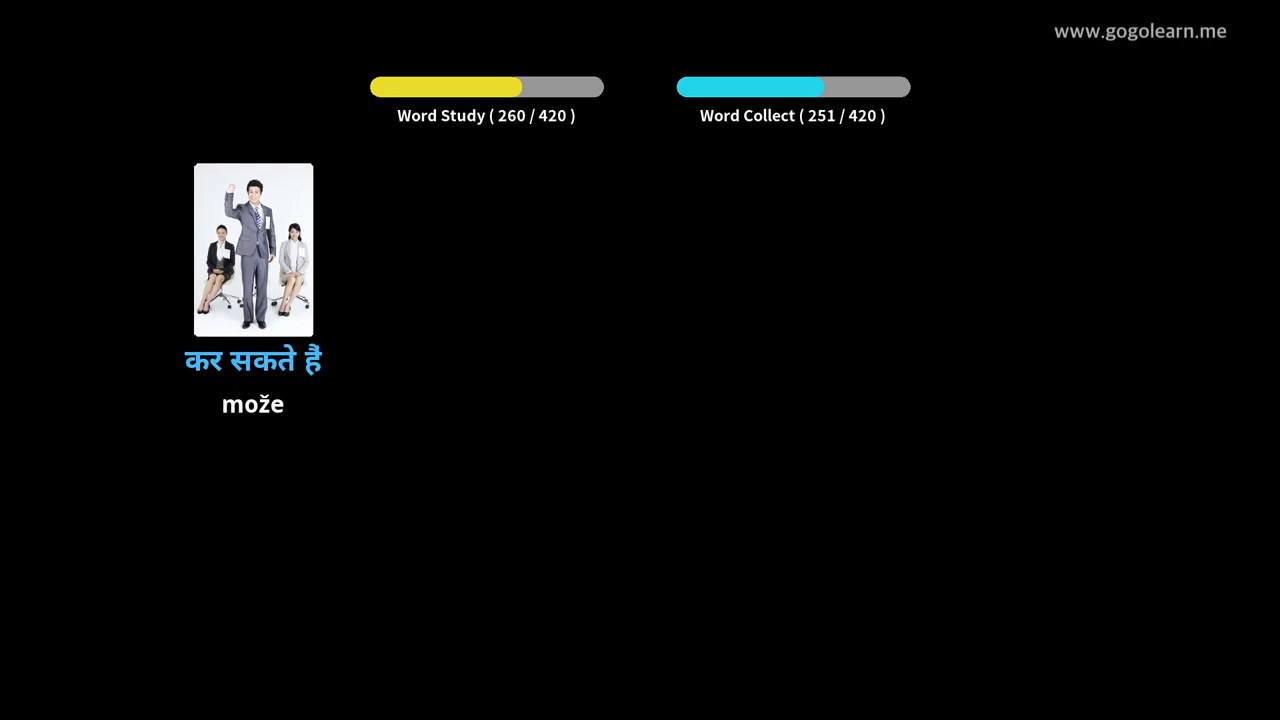 www.gogolearn.me
Word Study ( 260 / 420 )
Word Collect ( 251 / 420 )
कर सकते हैं
može